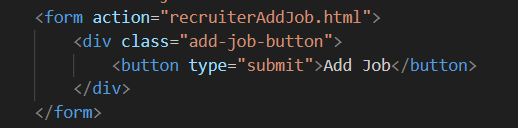 <form action="recruiterAddJob.html">
<div class="add-job-button">
<button type="submit">Add Job</button>
</div>
</form>